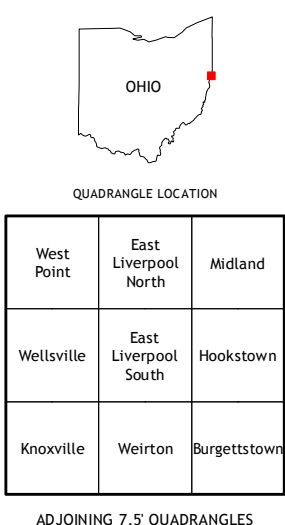 OHIO
QUADRANGLE LOCATION
West
Point
East
Liverpool
North
Midland
Wellsville
East
Liverpool
South
Hookstown
Knoxville
Weirton
Burgettstown
ADJOINING 7.5' QUADRANGLES